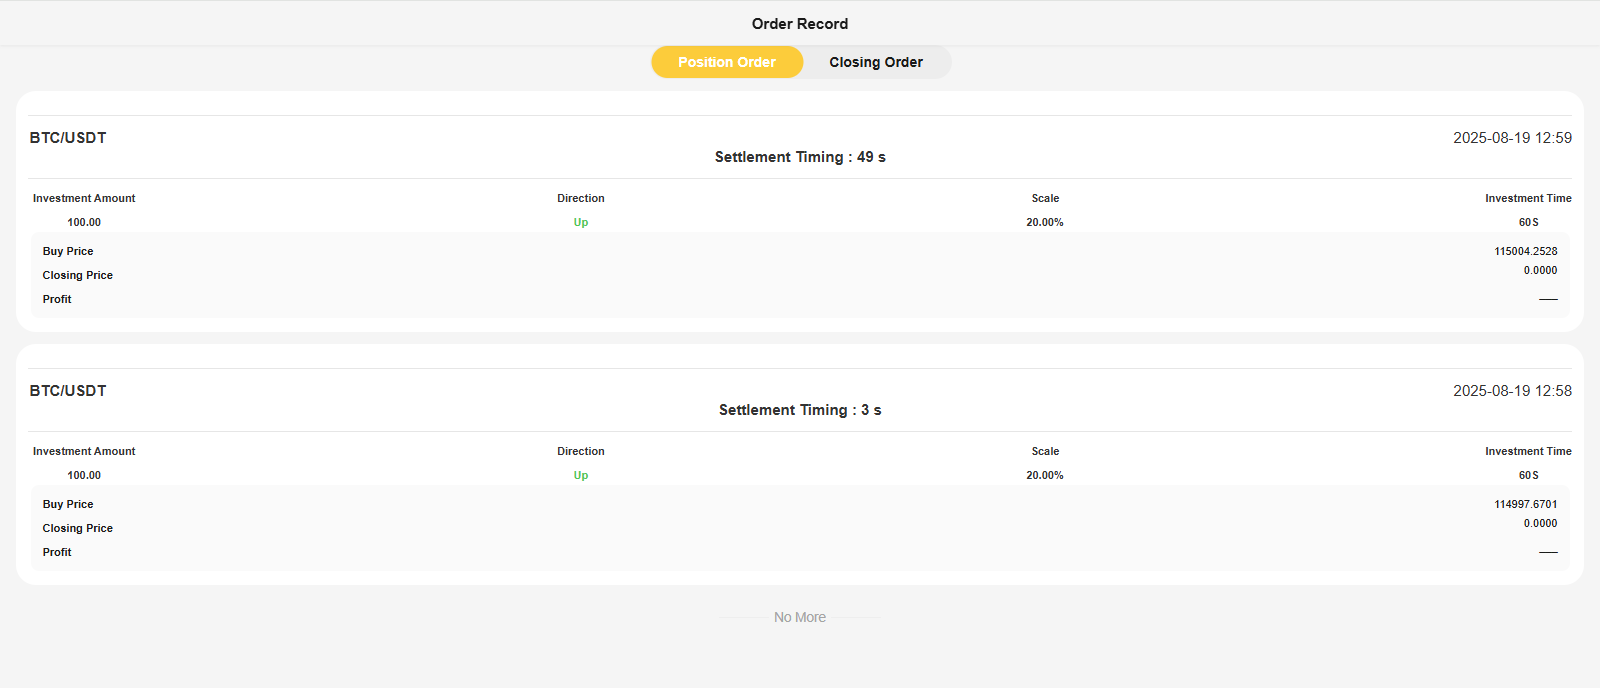 Order Record
Position Order Closing Order
BTC/USDT 2025-08-19 12:59
Settlement Timing : 49 s
Investment Amount Direction Scale Investment Time
100.00 Up 20.00% 60S
Buy Price 115004.2528
Closing Price 0.0000
Profit —
BTC/USDT 2025-08-19 12:58
Settlement Timing : 3 s
Investment Amount Direction Scale Investment Time
100.00 Up 20.00% 60S
Buy Price 114997.6701
Closing Price 0.0000
Profit —
No More